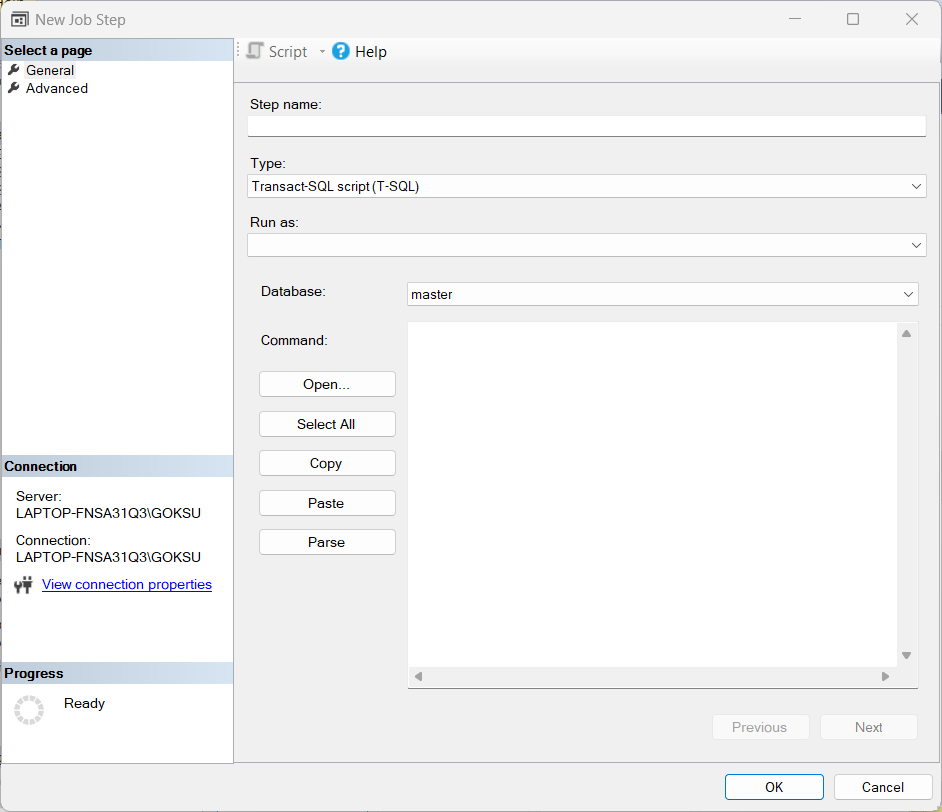 New Job Step
Select a page
General
Advanced
Script
Help
Step name:
Type:
Transact-SQL script (T-SQL)
Run as:
Database:
master
Command:
Open...
Select All
Copy
Paste
Parse
Connection
Server:
LAPTOP-FNSA31Q3\GOKSU
Connection:
LAPTOP-FNSA31Q3\GOKSU
View connection properties
Progress
Ready
Previous
Next
OK
Cancel